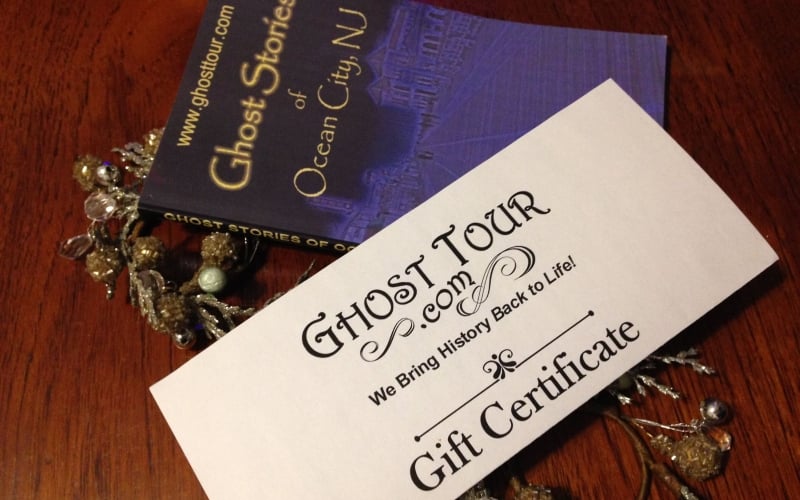 www.ghosttour.com
Ghost Stories
of
Ocean City, NJ
GHOST STORIES OF
GHOST TOUR
.com
We Bring History Back to Life!
Gift Certificate